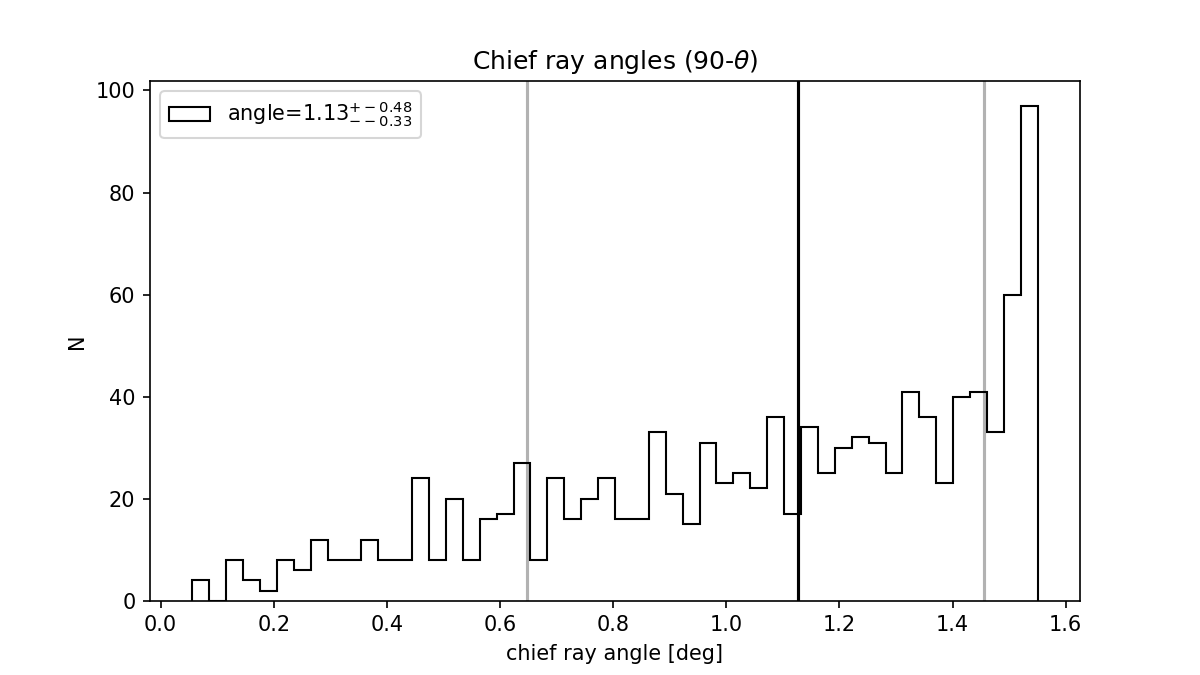 Chief ray angles (90-θ)
angle=1.13+−0.48−−0.33
N
100
80
60
40
20
0
0.0 0.2 0.4 0.6 0.8 1.0 1.2 1.4 1.6
chief ray angle [deg]